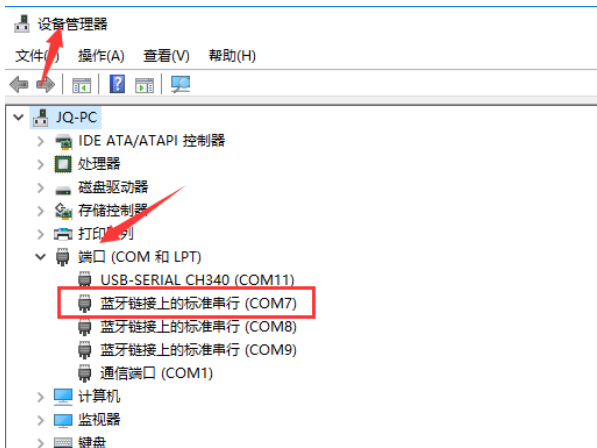 设备管理器
文件(F) 操作(A) 查看(V) 帮助(H)
JQ-PC
IDE ATA/ATAPI 控制器
处理器
磁盘驱动器
存储控制器
打印队列
端口 (COM 和 LPT)
USB-SERIAL CH340 (COM11)
蓝牙链接上的标准串行 (COM7)
蓝牙链接上的标准串行 (COM8)
蓝牙链接上的标准串行 (COM9)
通信端口 (COM1)
计算机
监视器
键盘